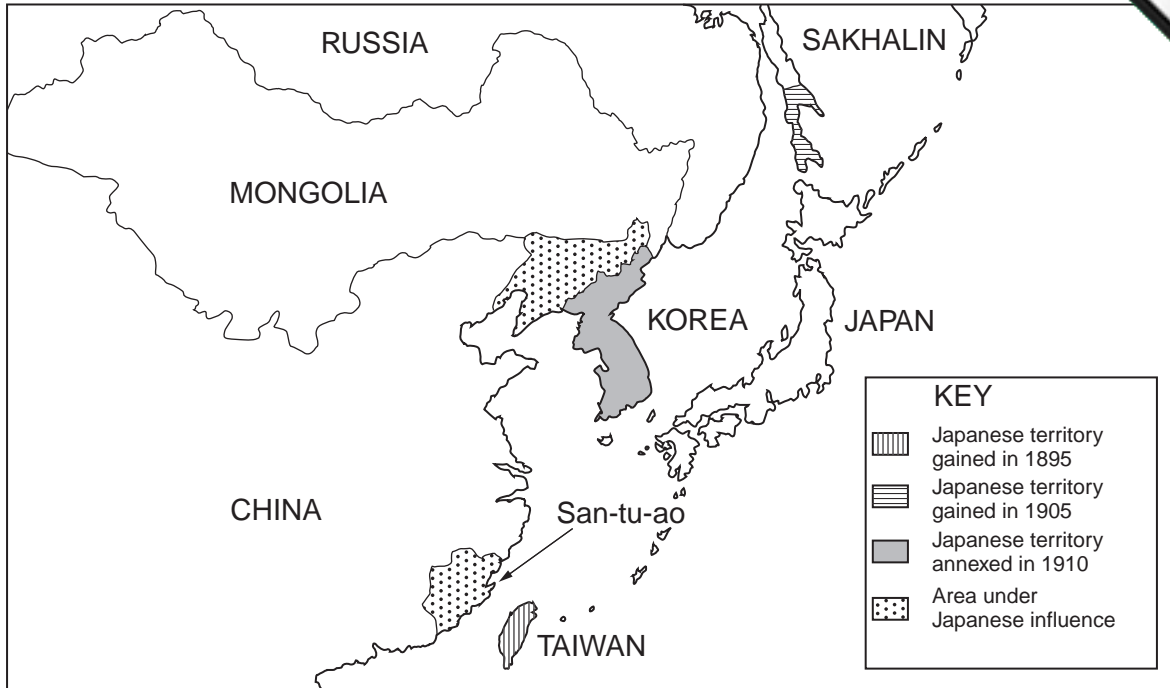 RUSSIA
SAKHALIN
MONGOLIA
KOREA
JAPAN
CHINA
San-tu-ao
TAIWAN
KEY
Japanese territory
gained in 1895
Japanese territory
gained in 1905
Japanese territory
annexed in 1910
Area under
Japanese influence